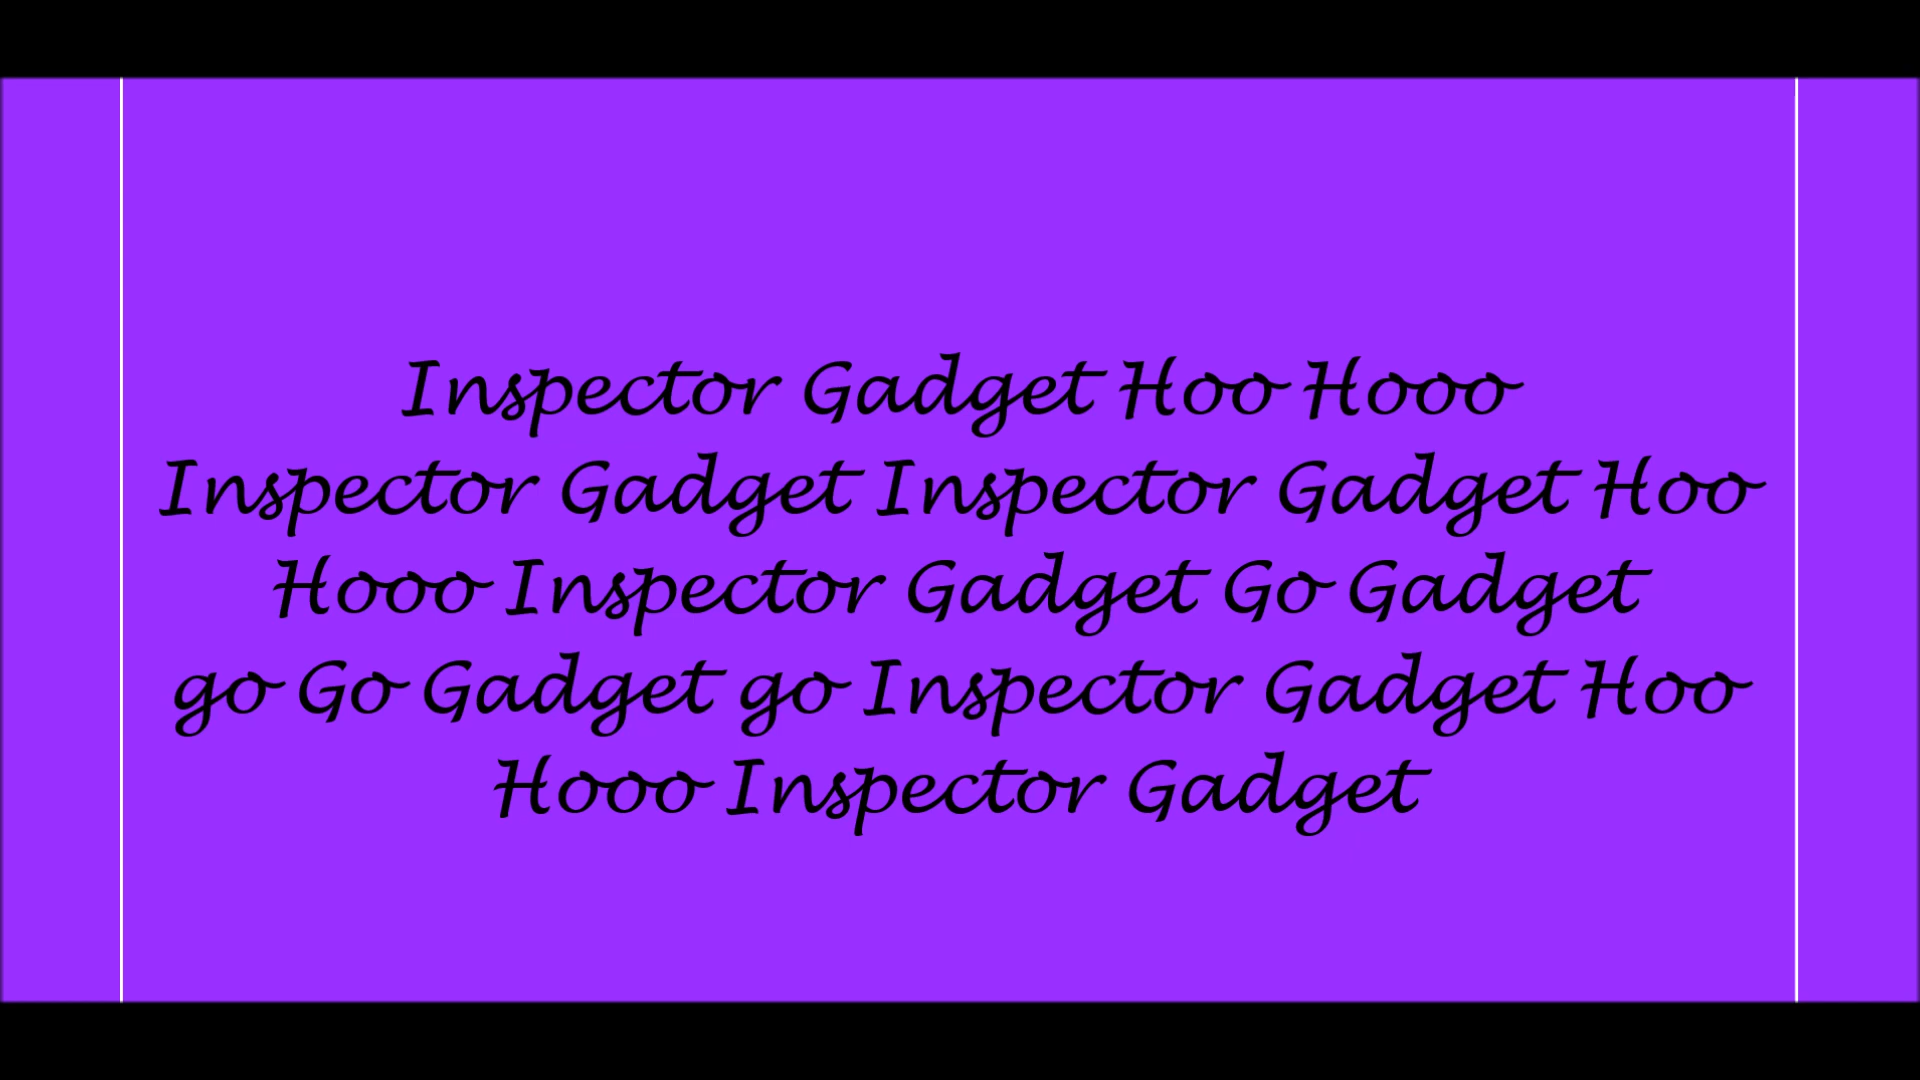 Inspector Gadget Hoo Hooo
Inspector Gadget Inspector Gadget Hoo
Hooo Inspector Gadget Go Gadget
go Go Gadget go Inspector Gadget Hoo
Hooo Inspector Gadget